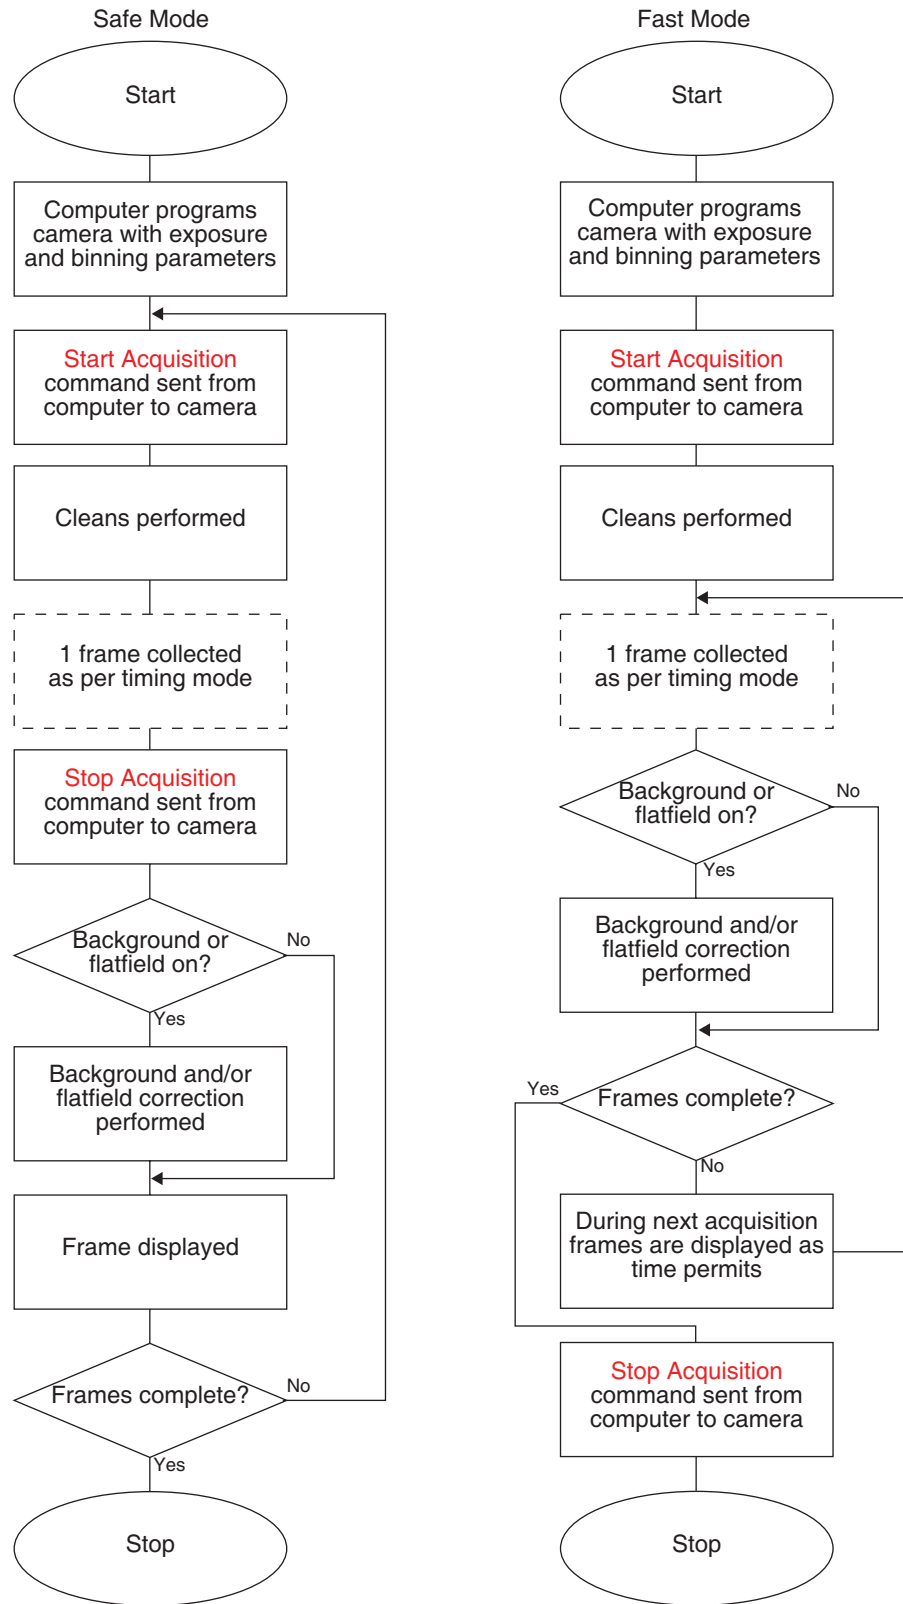 Safe Mode
Start
Computer programs
camera with exposure
and binning parameters
Start Acquisition
command sent from
computer to camera
Cleans performed
1 frame collected
as per timing mode
Stop Acquisition
command sent from
computer to camera
Background or
flatfield on?
No
Yes
Background and/or
flatfield correction
performed
Frame displayed
Frames complete?
No
Yes
Stop
Fast Mode
Start
Computer programs
camera with exposure
and binning parameters
Start Acquisition
command sent from
computer to camera
Cleans performed
1 frame collected
as per timing mode
Background or
flatfield on?
No
Yes
Background and/or
flatfield correction
performed
Yes
Frames complete?
No
During next acquisition
frames are displayed as
time permits
Stop Acquisition
command sent from
computer to camera
Stop